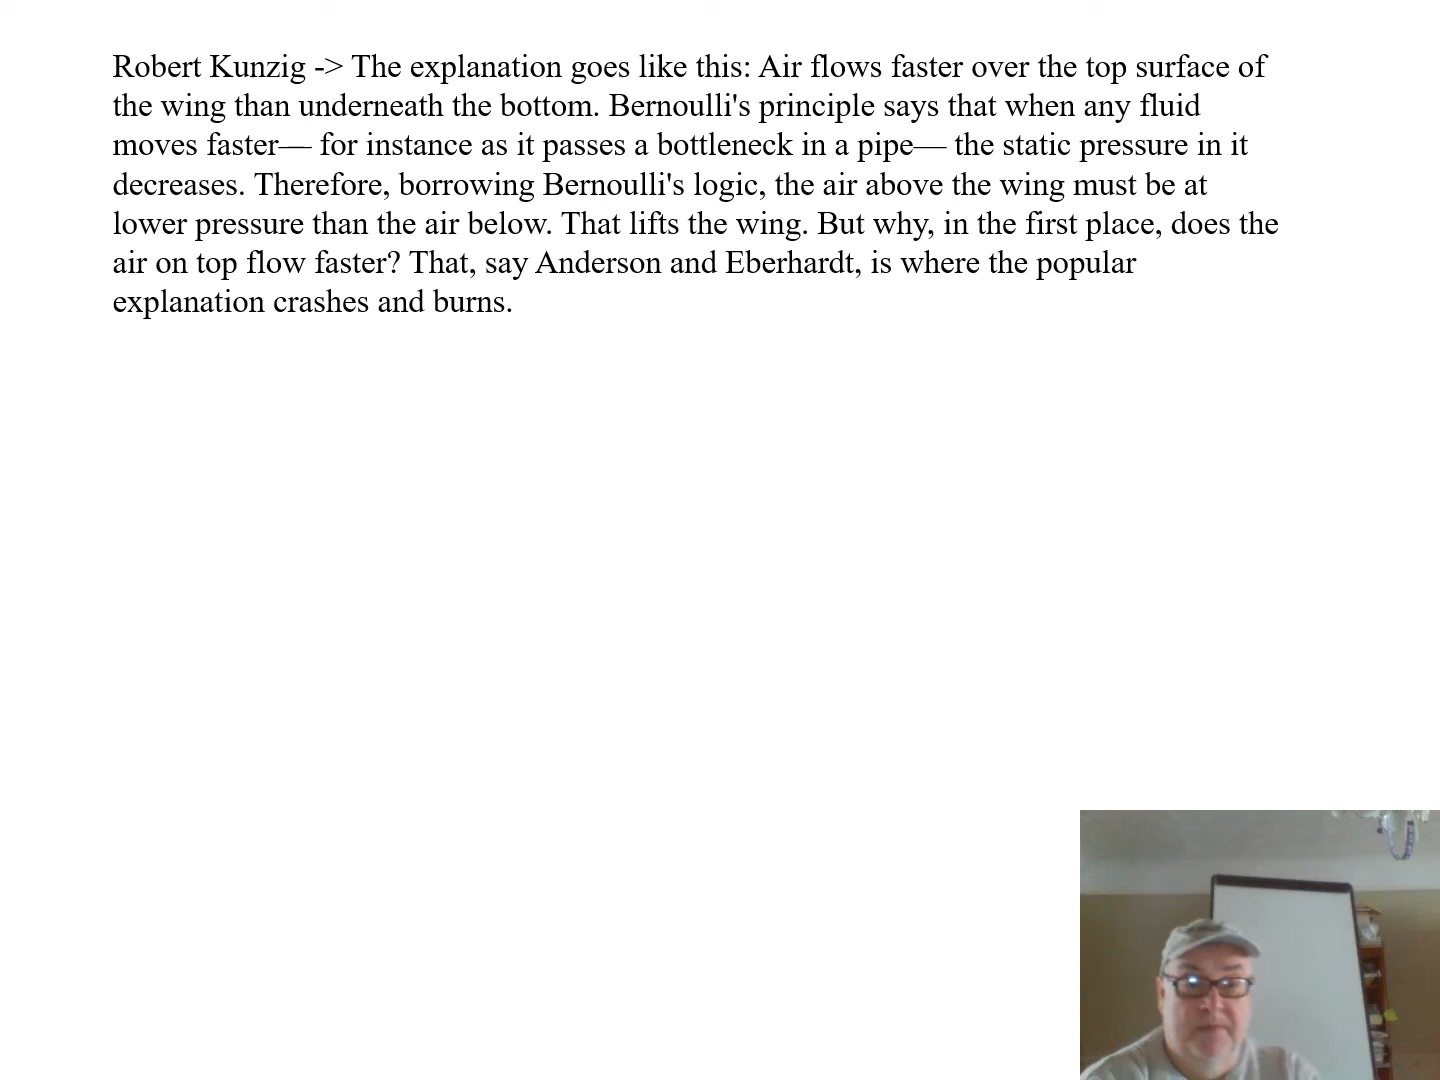 Robert Kunzig -> The explanation goes like this: Air flows faster over the top surface of
the wing than underneath the bottom. Bernoulli's principle says that when any fluid
moves faster— for instance as it passes a bottleneck in a pipe— the static pressure in it
decreases. Therefore, borrowing Bernoulli's logic, the air above the wing must be at
lower pressure than the air below. That lifts the wing. But why, in the first place, does the
air on top flow faster? That, say Anderson and Eberhardt, is where the popular
explanation crashes and burns.